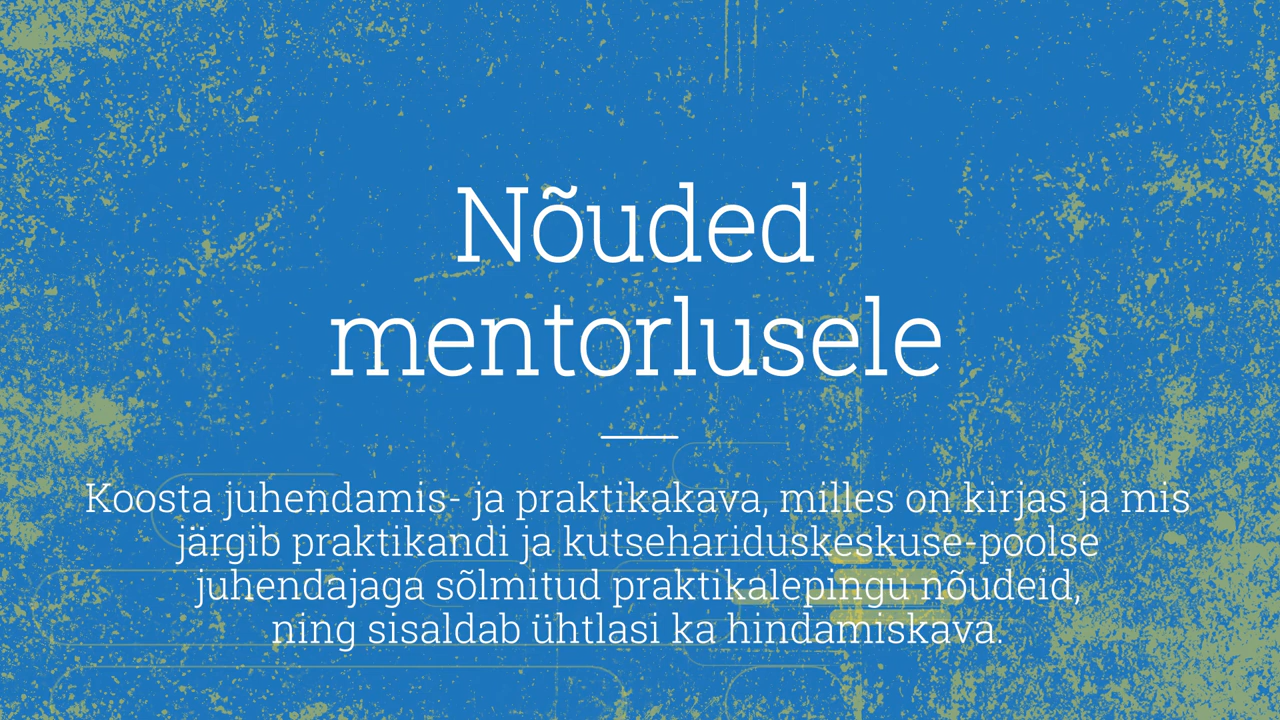 Nõuded
mentorlusele
Koosta juhendamis- ja praktikakava, milles on kirjas ja mis
järgib praktikandi ja kutsehariduskeskuse-poolse
juhendajaga sõlmitud praktikalepingu nõudeid,
ning sisaldab ühtlasi ka hindamiskava.